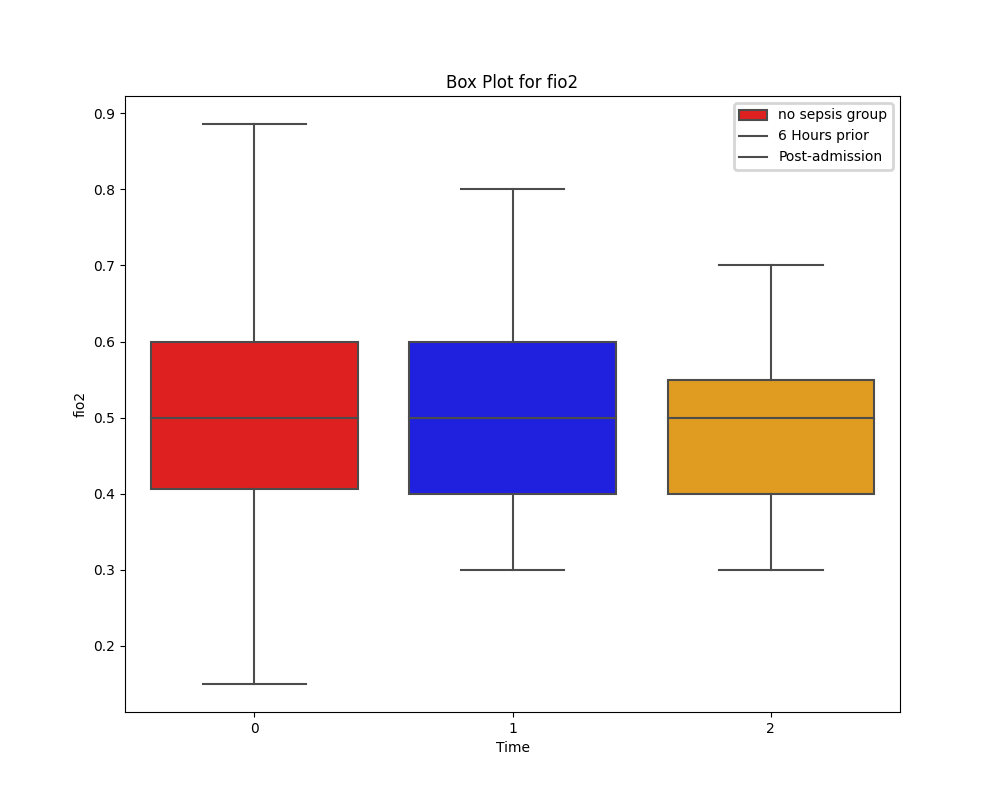 Box Plot for fio2
no sepsis group
6 Hours prior
Post-admission
0.9
0.8
0.7
0.6
0.5
0.4
0.3
0.2
fio2
0 1 2
Time